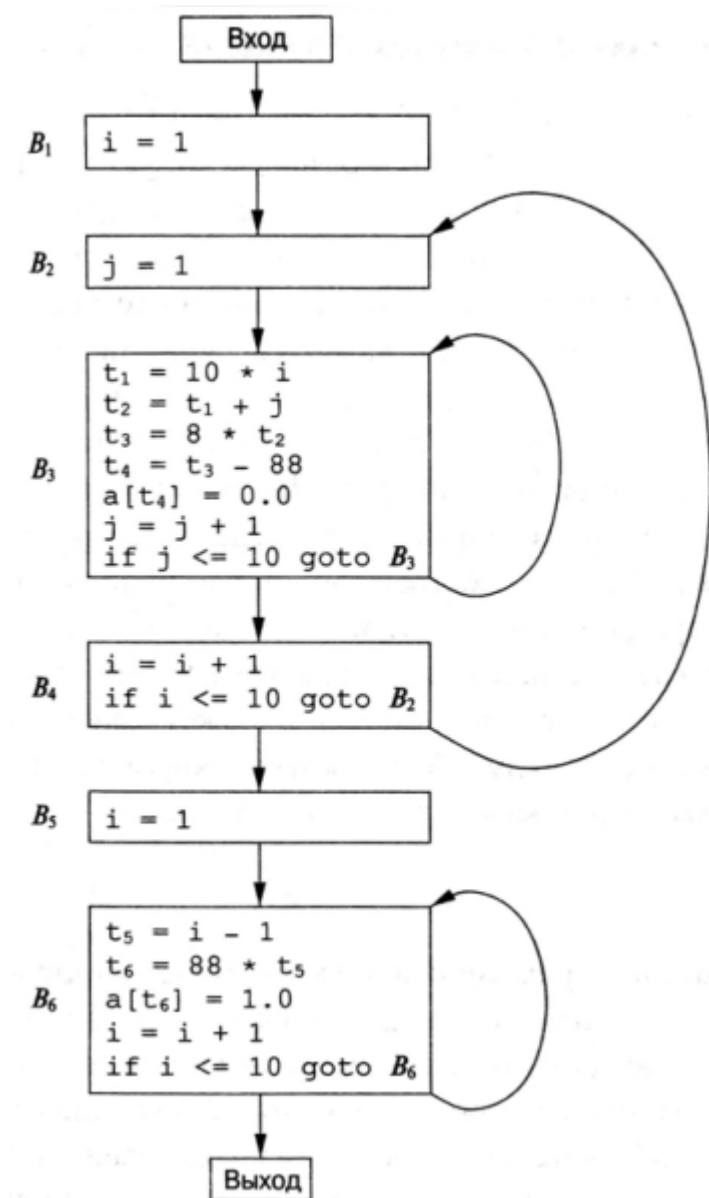 Вход
B₁
i = 1
B₂
j = 1
B₃
t₁ = 10 * i
t₂ = t₁ + j
t₃ = 8 * t₂
t₄ = t₃ - 88
a[t₄] = 0.0
j = j + 1
if j <= 10 goto B₃
B₄
i = i + 1
if i <= 10 goto B₂
B₅
i = 1
B₆
t₅ = i - 1
t₆ = 88 * t₅
a[t₆] = 1.0
i = i + 1
if i <= 10 goto B₆
Выход